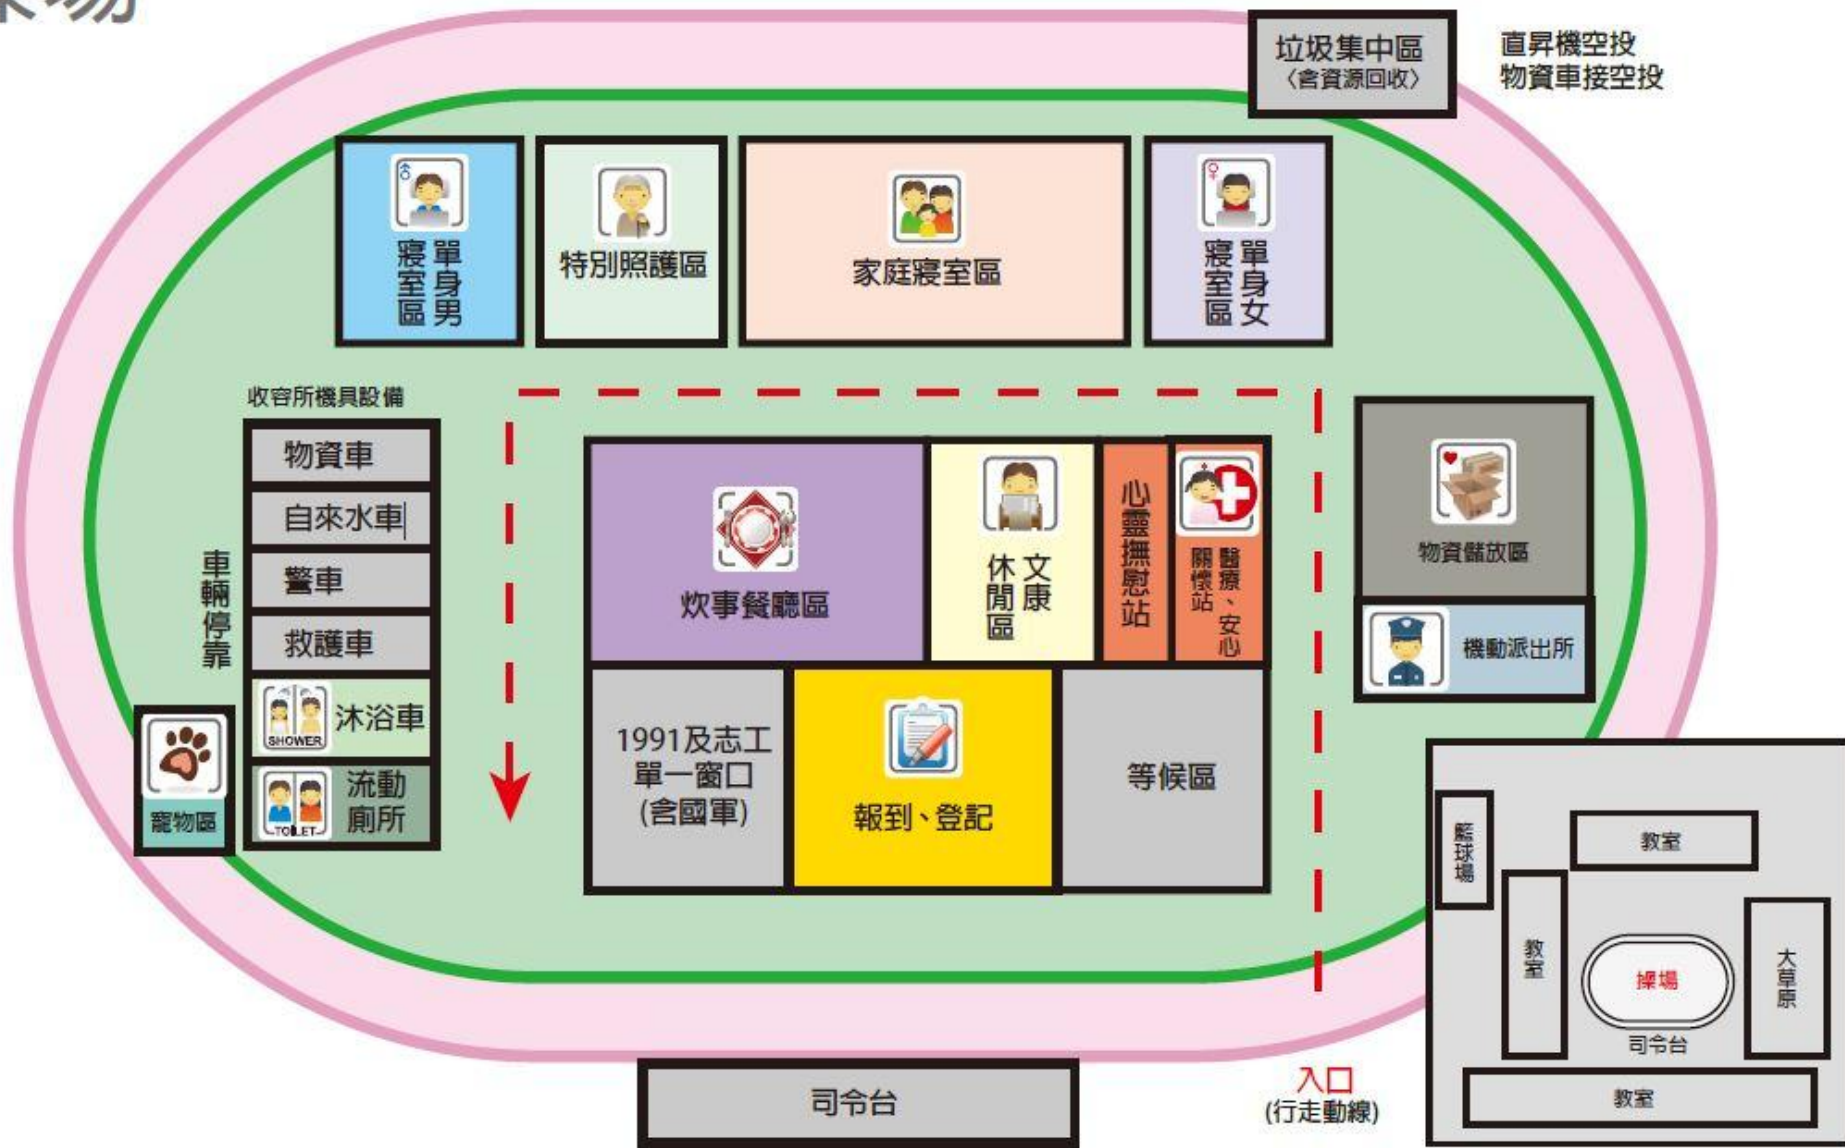 操場
垃圾集中區
〈含資源回收〉
直昇機空投
物資車接空投
單身男
寢室區
特別照護區
家庭寢室區
單身女
寢室區
收容所機具設備
物資車
自來水車
警車
救護車
SHOWER
沐浴車
TOILET
流動
廁所
車輛停靠
寵物區
炊事餐廳區
文康
休閒區
心靈撫慰站
醫療、安心
關懷站
1991及志工
單一窗口
(含國軍)
報到、登記
等候區
物資儲放區
機動派出所
司令台
入口
(行走動線)
籃球場
教室
教室
操場
司令台
大草原
教室